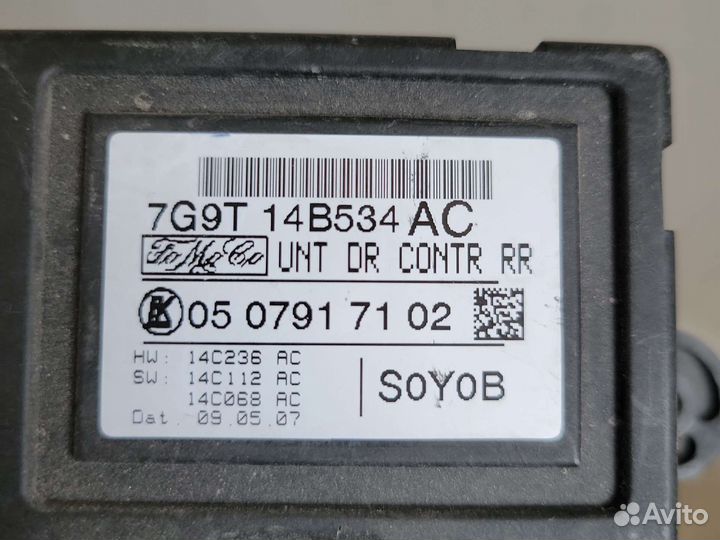 7G9T 14B534 AC
FoMoCo UNT DR CONTR RR
05 0791 71 02
HW: 14C236 AC
SW: 14C112 AC
14C068 AC
Dat. 09.05.07
S0Y0B
Avito